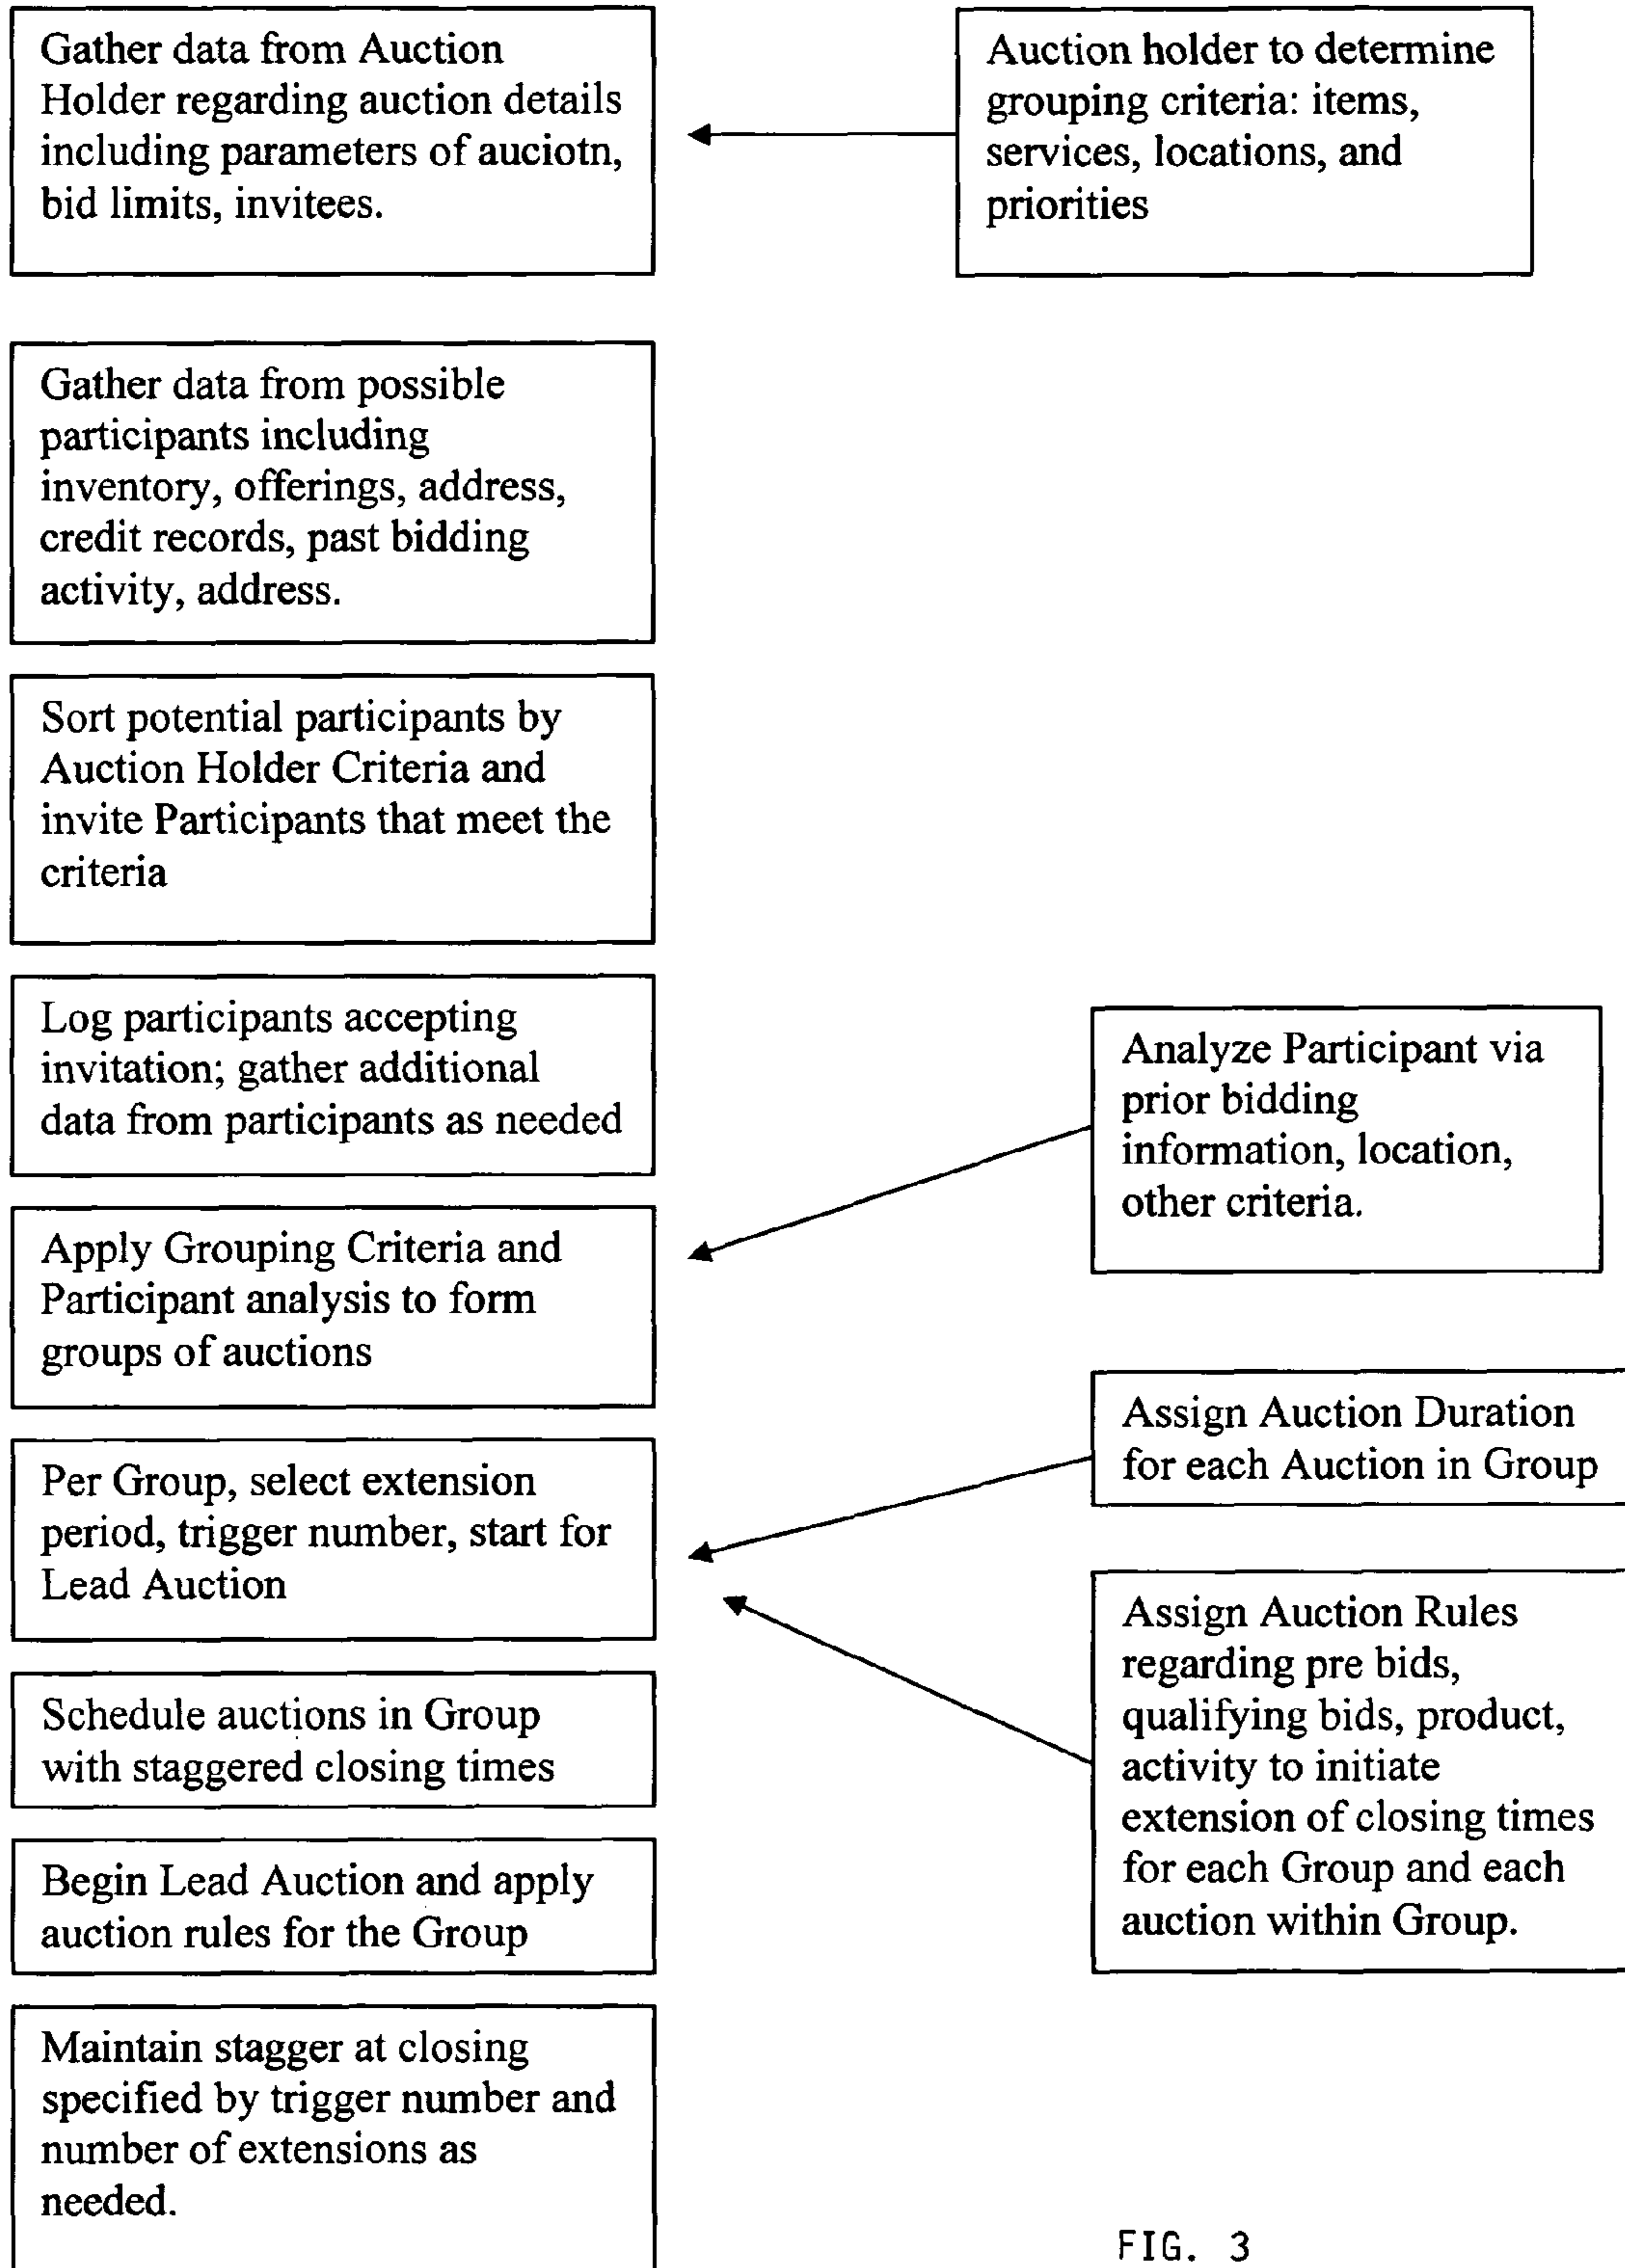 Gather data from Auction
Holder regarding auction details
including parameters of auciotn,
bid limits, invitees.
Auction holder to determine
grouping criteria: items,
services, locations, and
priorities
Gather data from possible
participants including
inventory, offerings, address,
credit records, past bidding
activity, address.
Sort potential participants by
Auction Holder Criteria and
invite Participants that meet the
criteria
Log participants accepting
invitation; gather additional
data from participants as needed
Analyze Participant via
prior bidding
information, location,
other criteria.
Apply Grouping Criteria and
Participant analysis to form
groups of auctions
Assign Auction Duration
for each Auction in Group
Per Group, select extension
period, trigger number, start for
Lead Auction
Assign Auction Rules
regarding pre bids,
qualifying bids, product,
activity to initiate
extension of closing times
for each Group and each
auction within Group.
Schedule auctions in Group
with staggered closing times
Begin Lead Auction and apply
auction rules for the Group
Maintain stagger at closing
specified by trigger number and
number of extensions as
needed.
FIG. 3